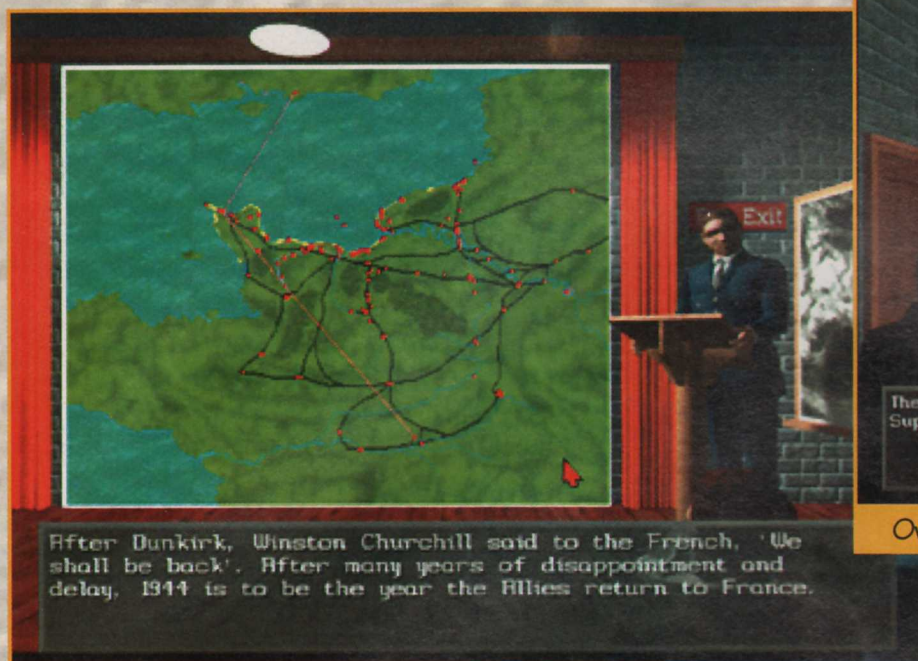 Exit
After Dunkirk, Winston Churchill said to the French, 'We
shall be back'. After many years of disappointment and
delay, 1944 is to be the year the Allies return to France.
The
Sup
Ov